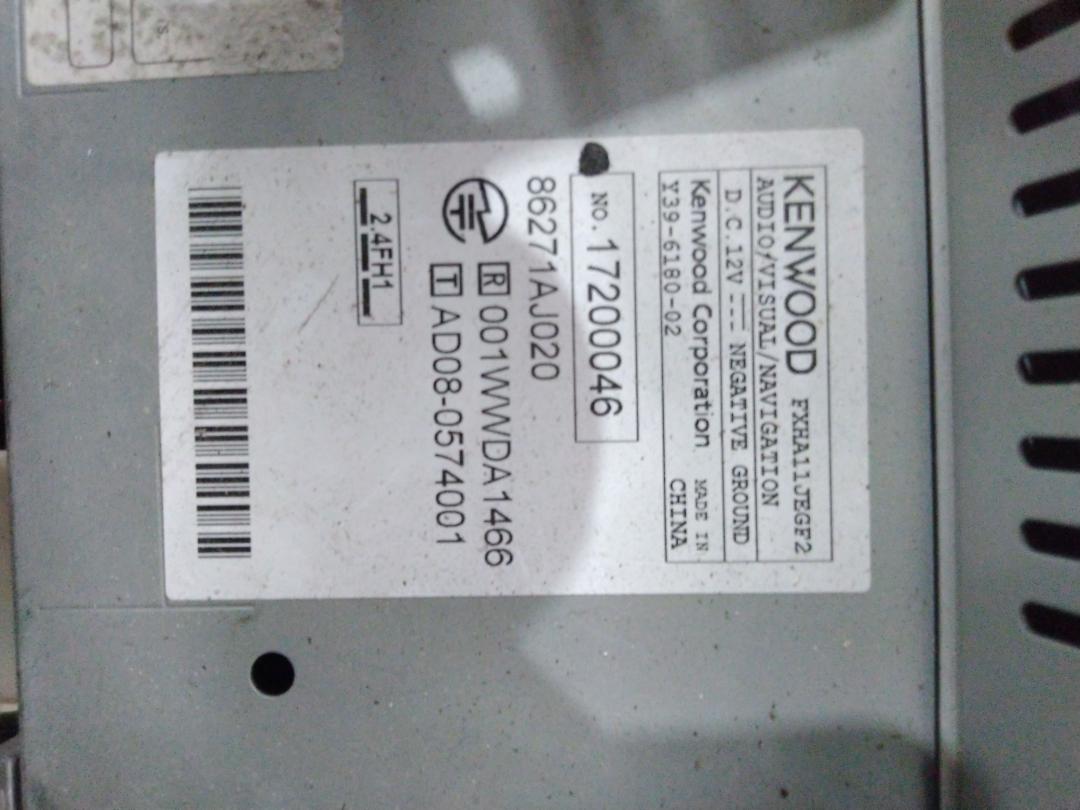 KENWOOD FXHA11JEGF2
AUDIO/VISUAL/NAVIGATION
D.C.12V NEGATIVE GROUND
Kenwood Corporation MADE IN
Y39-6180-02 CHINA
NO. 17200046
86271AJ020
R 001WWDA1466
T AD08-0574001
2.4FH1